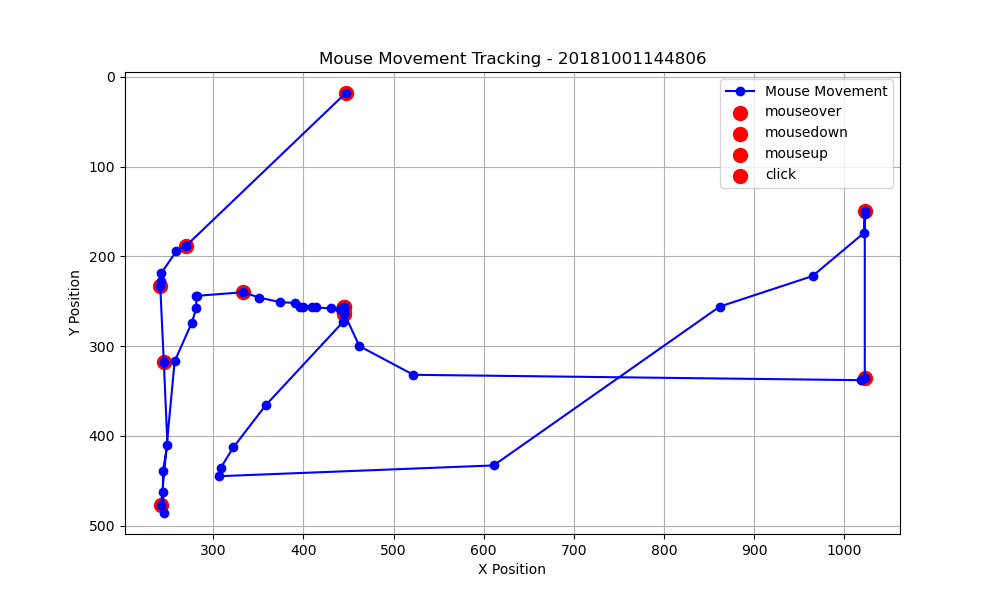 Mouse Movement Tracking - 20181001144806
Mouse Movement
mouseover
mousedown
mouseup
click
Y Position
0
100
200
300
400
500
300 400 500 600 700 800 900 1000
X Position